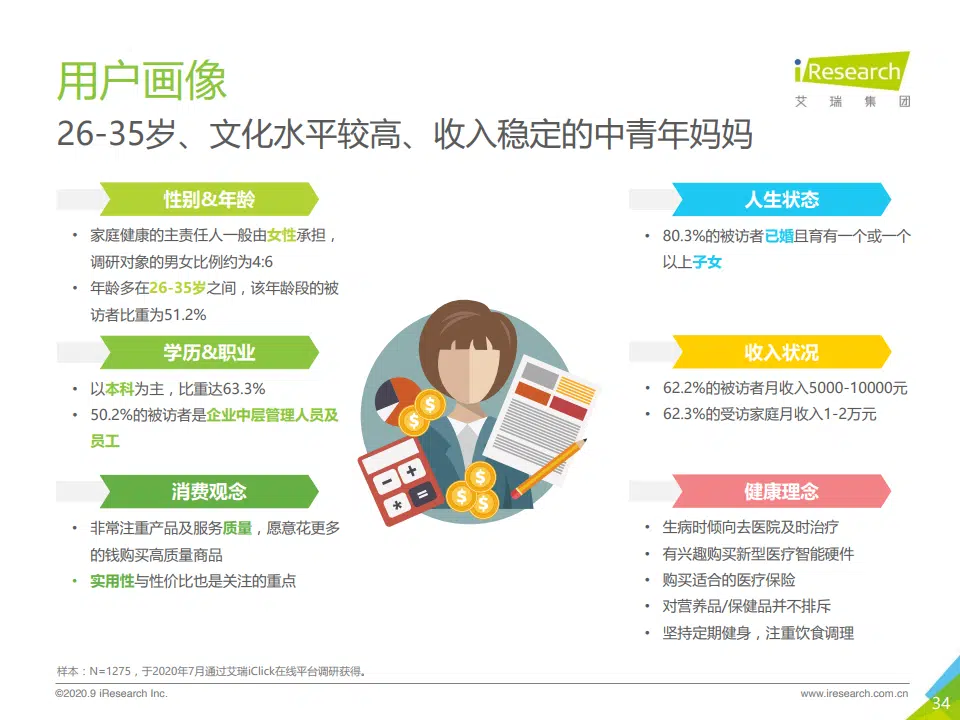 用户画像
iResearch
艾瑞集团
26-35岁、文化水平较高、收入稳定的中青年妈妈
性别&年龄
• 家庭健康的主责任人一般由女性承担，
调研对象的男女比例约为4:6
• 年龄多在26-35岁之间，该年龄段的被
访者比重为51.2%
学历&职业
• 以本科为主，比重达63.3%
• 50.2%的被访者是企业中层管理人员及
员工
消费观念
• 非常注重产品及服务质量，愿意花更多
的钱购买高质量商品
• 实用性与性价比也是关注的重点
人生状态
• 80.3%的被访者已婚且育有一个或一个
以上子女
收入状况
• 62.2%的被访者月收入5000-10000元
• 62.3%的受访家庭月收入1-2万元
健康理念
• 生病时倾向去医院及时治疗
• 有兴趣购买新型医疗智能硬件
• 购买适合的医疗保险
• 对营养品/保健品并不排斥
• 坚持定期健身，注重饮食调理
样本：N=1275，于2020年7月通过艾瑞iClick在线平台调研获得。
©2020.9 iResearch Inc.
www.iresearch.com.cn
34